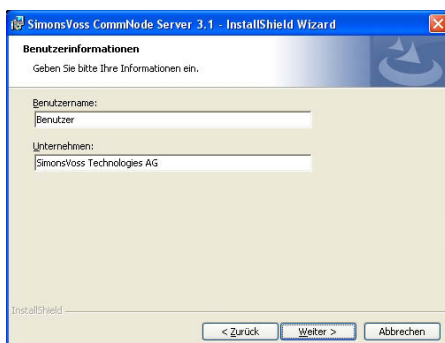 SimonsVoss CommNode Server 3.1 - InstallShield Wizard
Benutzerinformationen
Geben Sie bitte Ihre Informationen ein.
Benutzername:
Benutzer
Unternehmen:
SimonsVoss Technologies AG
InstallShield
< Zurück
Weiter >
Abbrechen